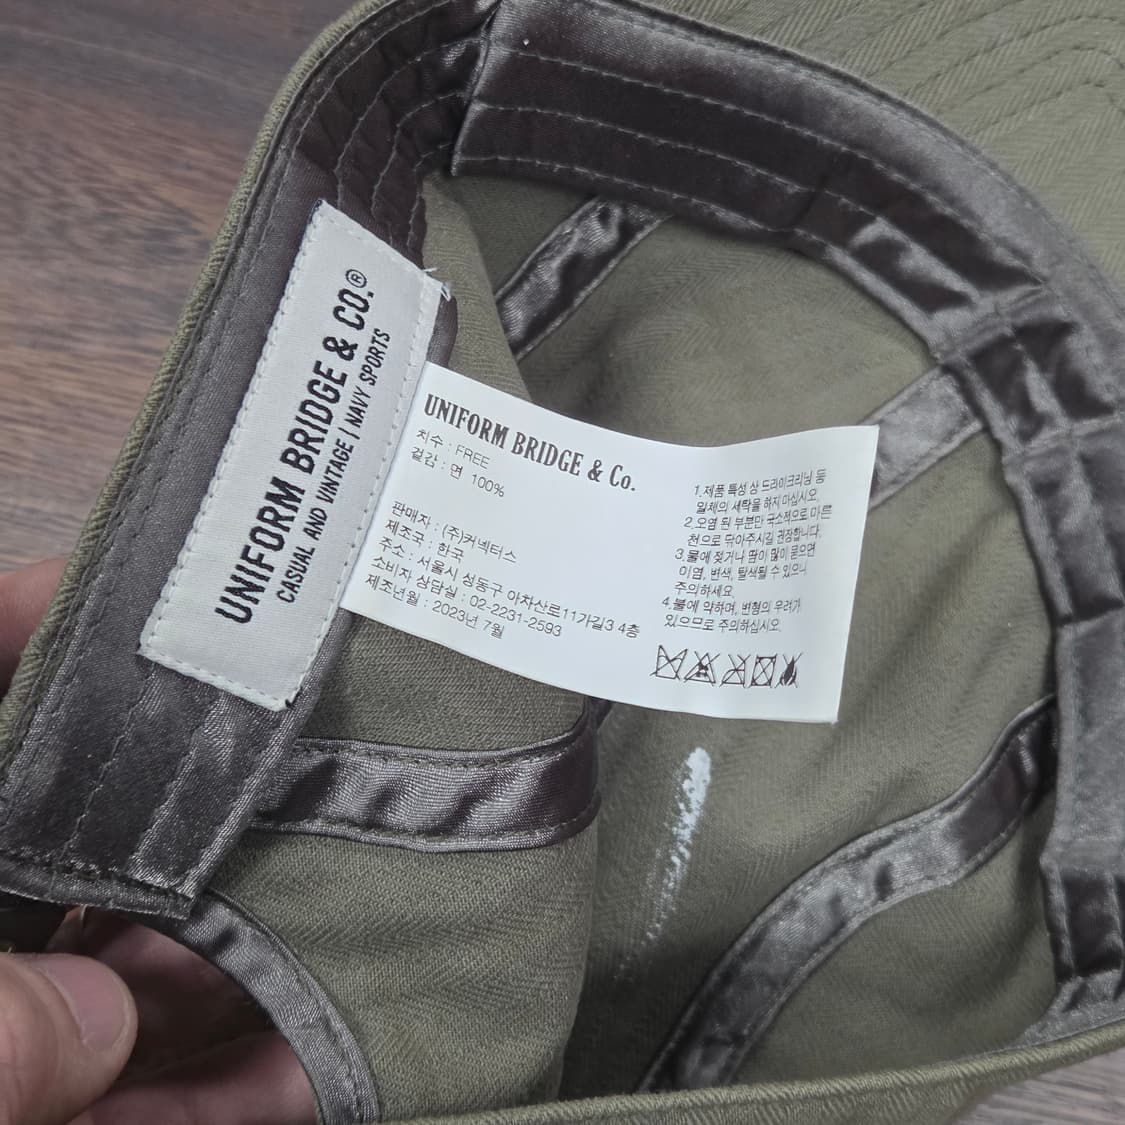 UNIFORM BRIDGE & CO.®
CASUAL AND VINTAGE | NAVY SPORTS
UNIFORM BRIDGE & Co.
치수 : FREE
겉감 : 면 100%
판매자 : (주)커넥터스
제조국 : 한국
주소 : 서울시 성동구 아차산로11가길3 4층
소비자 상담실 : 02-2231-2593
제조년월 : 2023년 7월
1.제품 특성 상 드라이크리닝 등
일체의 세탁을 하지 마십시오.
2.오염 된 부분만 국소적으로 마른
천으로 닦아주시길 권장합니다.
3.물에 젖거나 땀이 많이 묻으면
이염, 변색, 탈색될 수 있으니
주의하세요.
4.물에 약하며, 변형의 우려가
있으므로 주의하십시오.